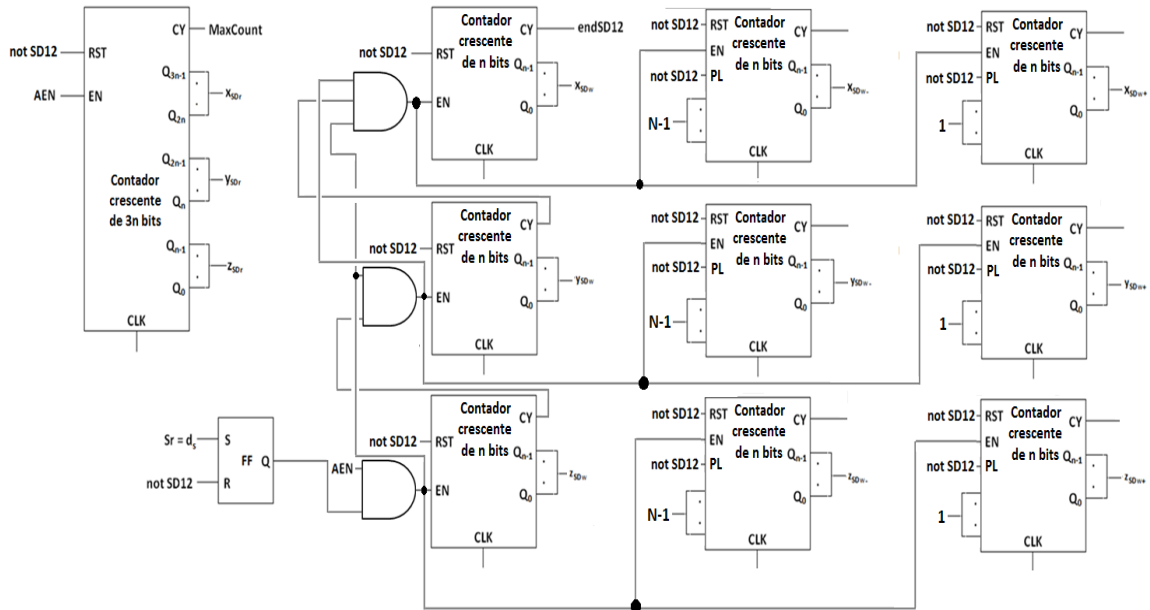 CY
MaxCount
not SD12
RST
Q3n-1
xSDr
AEN
EN
Q2n
Q2n-1
ySDr
Contador
crescente
de 3n bits
Qn
Qn-1
zSDr
Q0
CLK
Sr = ds
S
FF Q
not SD12
R
Contador
crescente
de n bits
CY
endSD12
not SD12
RST
Qn-1
xSDw
EN
Q0
CLK
not SD12
RST
Contador
crescente
de n bits
CY
EN
Qn-1
not SD12
PL
xSDw-
Q0
N-1
CLK
not SD12
RST
Contador
crescente
de n bits
CY
EN
Qn-1
not SD12
PL
xSDw+
Q0
1
CLK
Contador
crescente
de n bits
CY
not SD12
RST
Qn-1
ySDw
EN
Q0
CLK
not SD12
RST
Contador
crescente
de n bits
CY
EN
Qn-1
not SD12
PL
ySDw-
Q0
N-1
CLK
not SD12
RST
Contador
crescente
de n bits
CY
EN
Qn-1
not SD12
PL
ySDw+
Q0
1
CLK
Contador
crescente
de n bits
CY
not SD12
RST
Qn-1
AEN
zSDw
EN
Q0
CLK
not SD12
RST
Contador
crescente
de n bits
CY
EN
Qn-1
not SD12
PL
zSDw-
Q0
N-1
CLK
not SD12
RST
Contador
crescente
de n bits
CY
EN
Qn-1
not SD12
PL
zSDw+
Q0
1
CLK